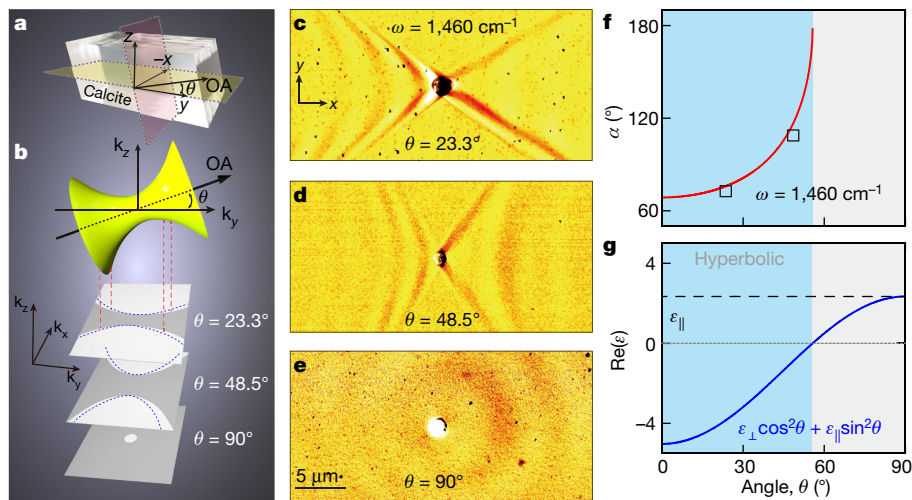 a
z
–x
θ
OA
y
Calcite
b
k_z
OA
θ
k_y
k_z
k_x
k_y
θ = 23.3°
θ = 48.5°
θ = 90°
c
ω = 1,460 cm⁻¹
y
x
θ = 23.3°
d
θ = 48.5°
e
5 μm
θ = 90°
f
180
120
60
α (°)
ω = 1,460 cm⁻¹
g
Hyperbolic
4
0
–4
Re(ε)
ε_∥
ε_⊥cos²θ + ε_∥sin²θ
0 30 60 90
Angle, θ (°)